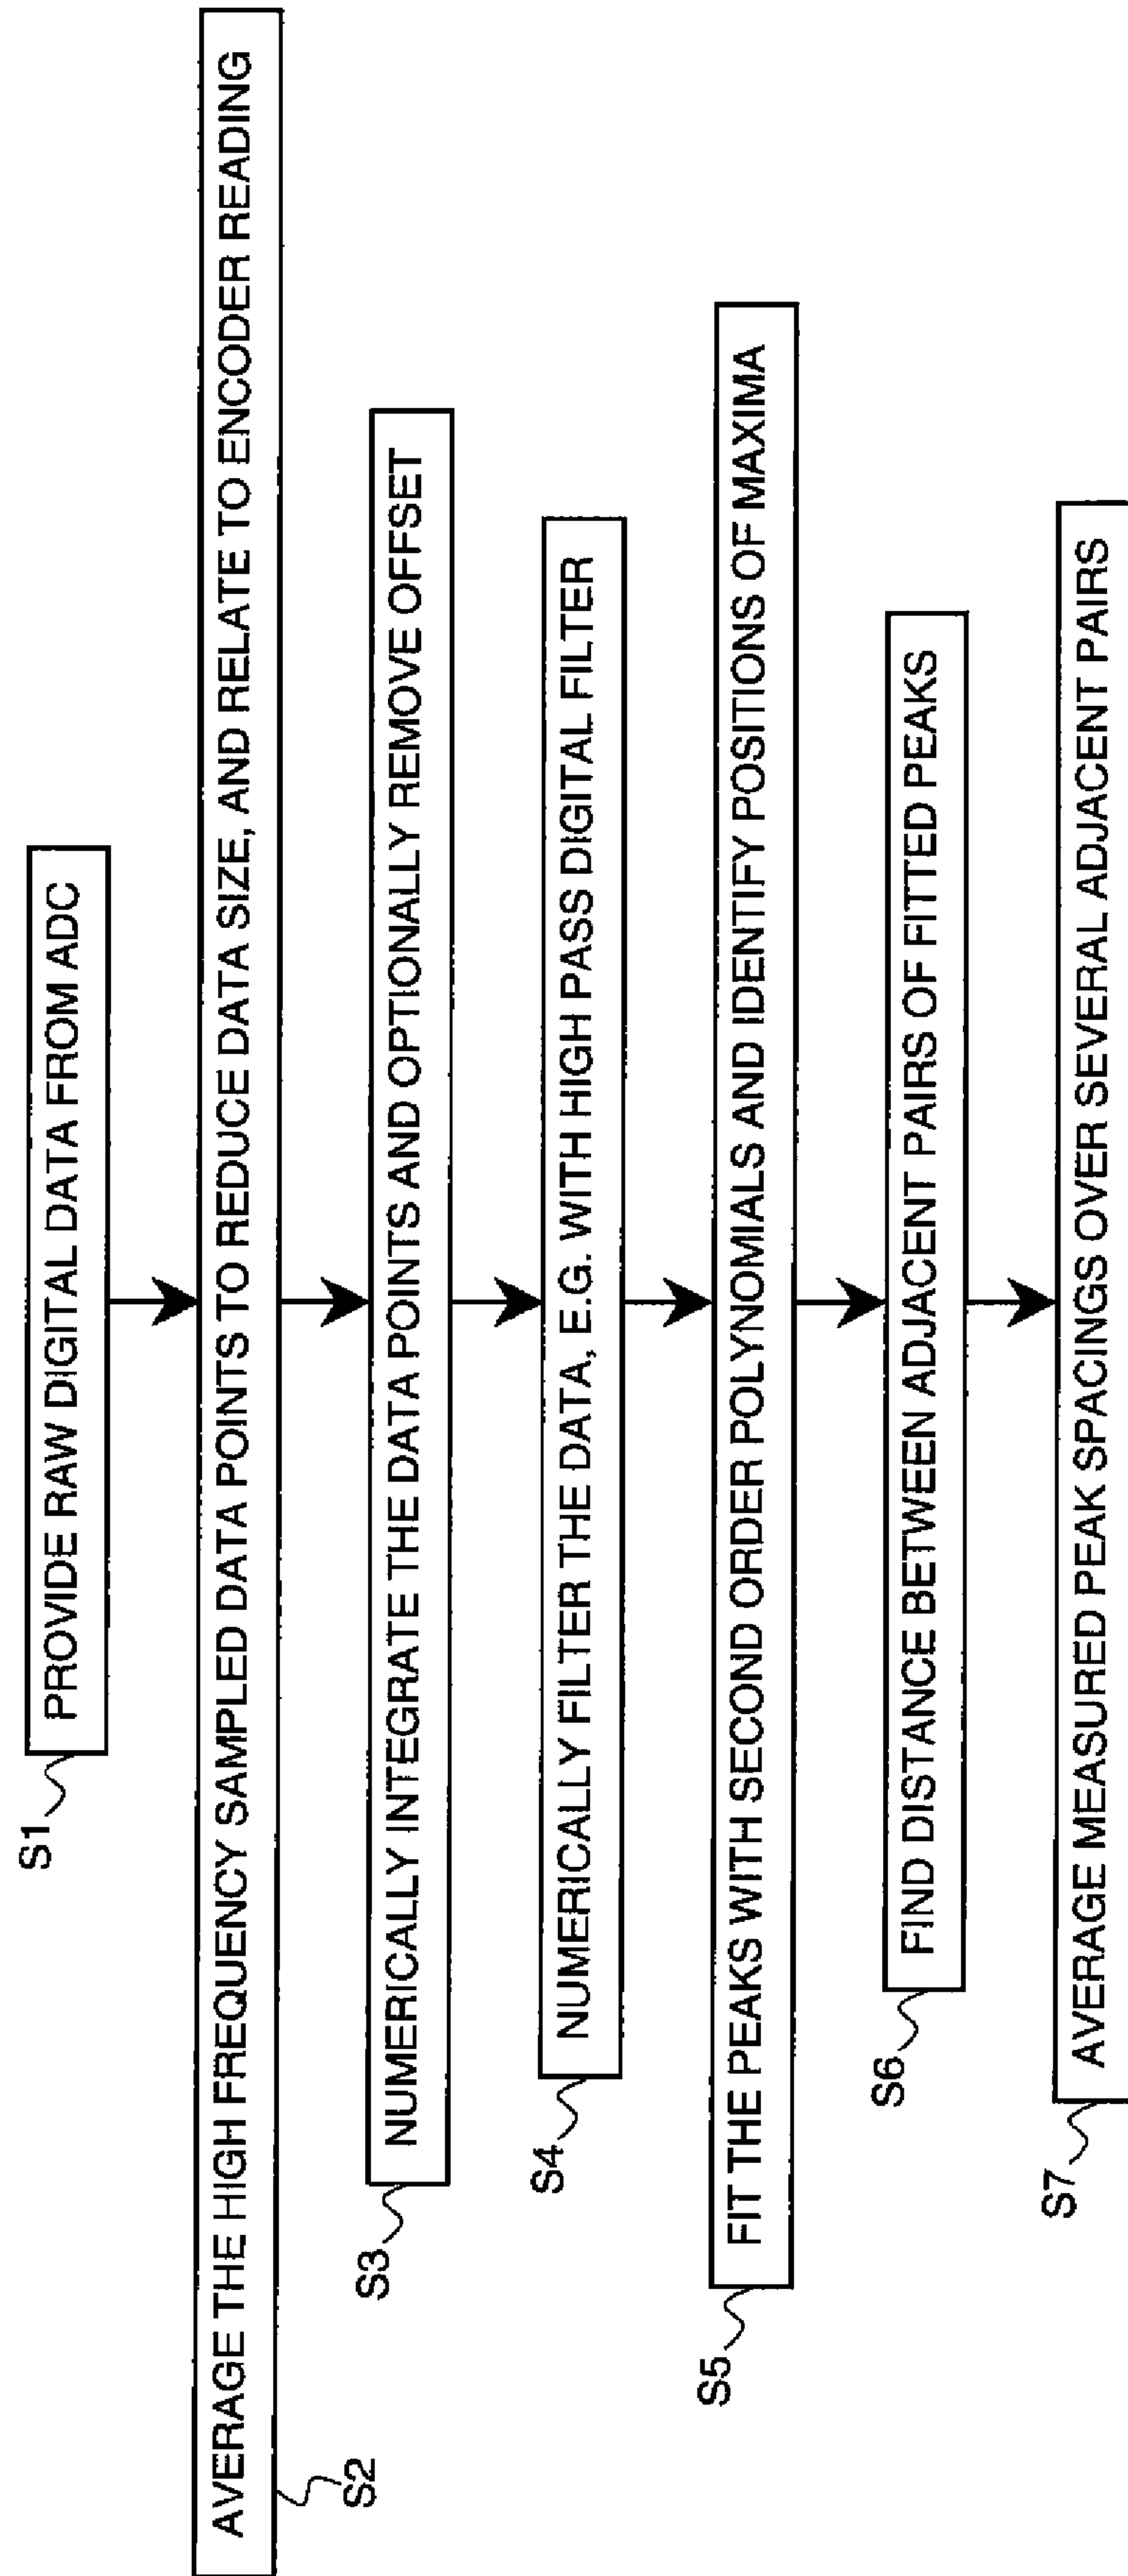 S1 PROVIDE RAW DIGITAL DATA FROM ADC
S2 AVERAGE THE HIGH FREQUENCY SAMPLED DATA POINTS TO REDUCE DATA SIZE, AND RELATE TO ENCODER READING
S3 NUMERICALLY INTEGRATE THE DATA POINTS AND OPTIONALLY REMOVE OFFSET
S4 NUMERICALLY FILTER THE DATA, E.G. WITH HIGH PASS DIGITAL FILTER
S5 FIT THE PEAKS WITH SECOND ORDER POLYNOMIALS AND IDENTIFY POSITIONS OF MAXIMA
S6 FIND DISTANCE BETWEEN ADJACENT PAIRS OF FITTED PEAKS
S7 AVERAGE MEASURED PEAK SPACINGS OVER SEVERAL ADJACENT PAIRS